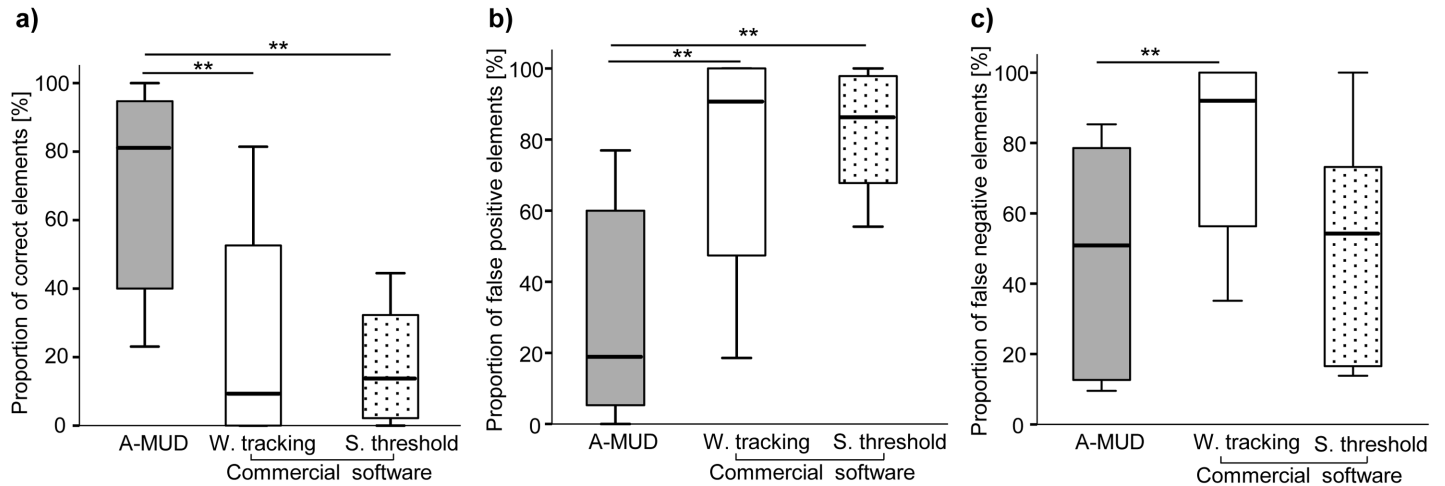 a)
Proportion of correct elements [%]
100
80
60
40
20
0
**
**
A-MUD W. tracking S. threshold
Commercial software
b)
Proportion of false positive elements [%]
100
80
60
40
20
0
**
**
A-MUD W. tracking S. threshold
Commercial software
c)
Proportion of false negative elements [%]
100
80
60
40
20
0
**
A-MUD W. tracking S. threshold
Commercial software